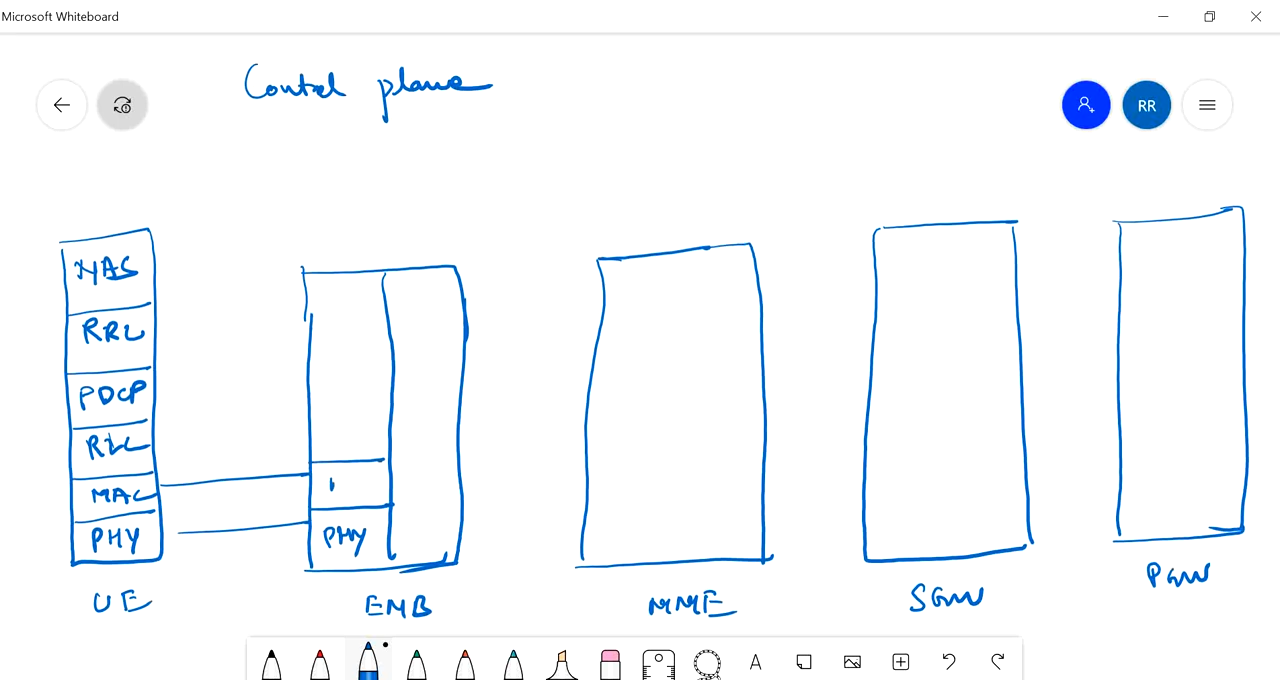 Microsoft Whiteboard
Control plane
RR
NAS
RRC
PDCP
RLC
MAC
PHY
PHY
UE
ENB
MME
SGW
PGW
A